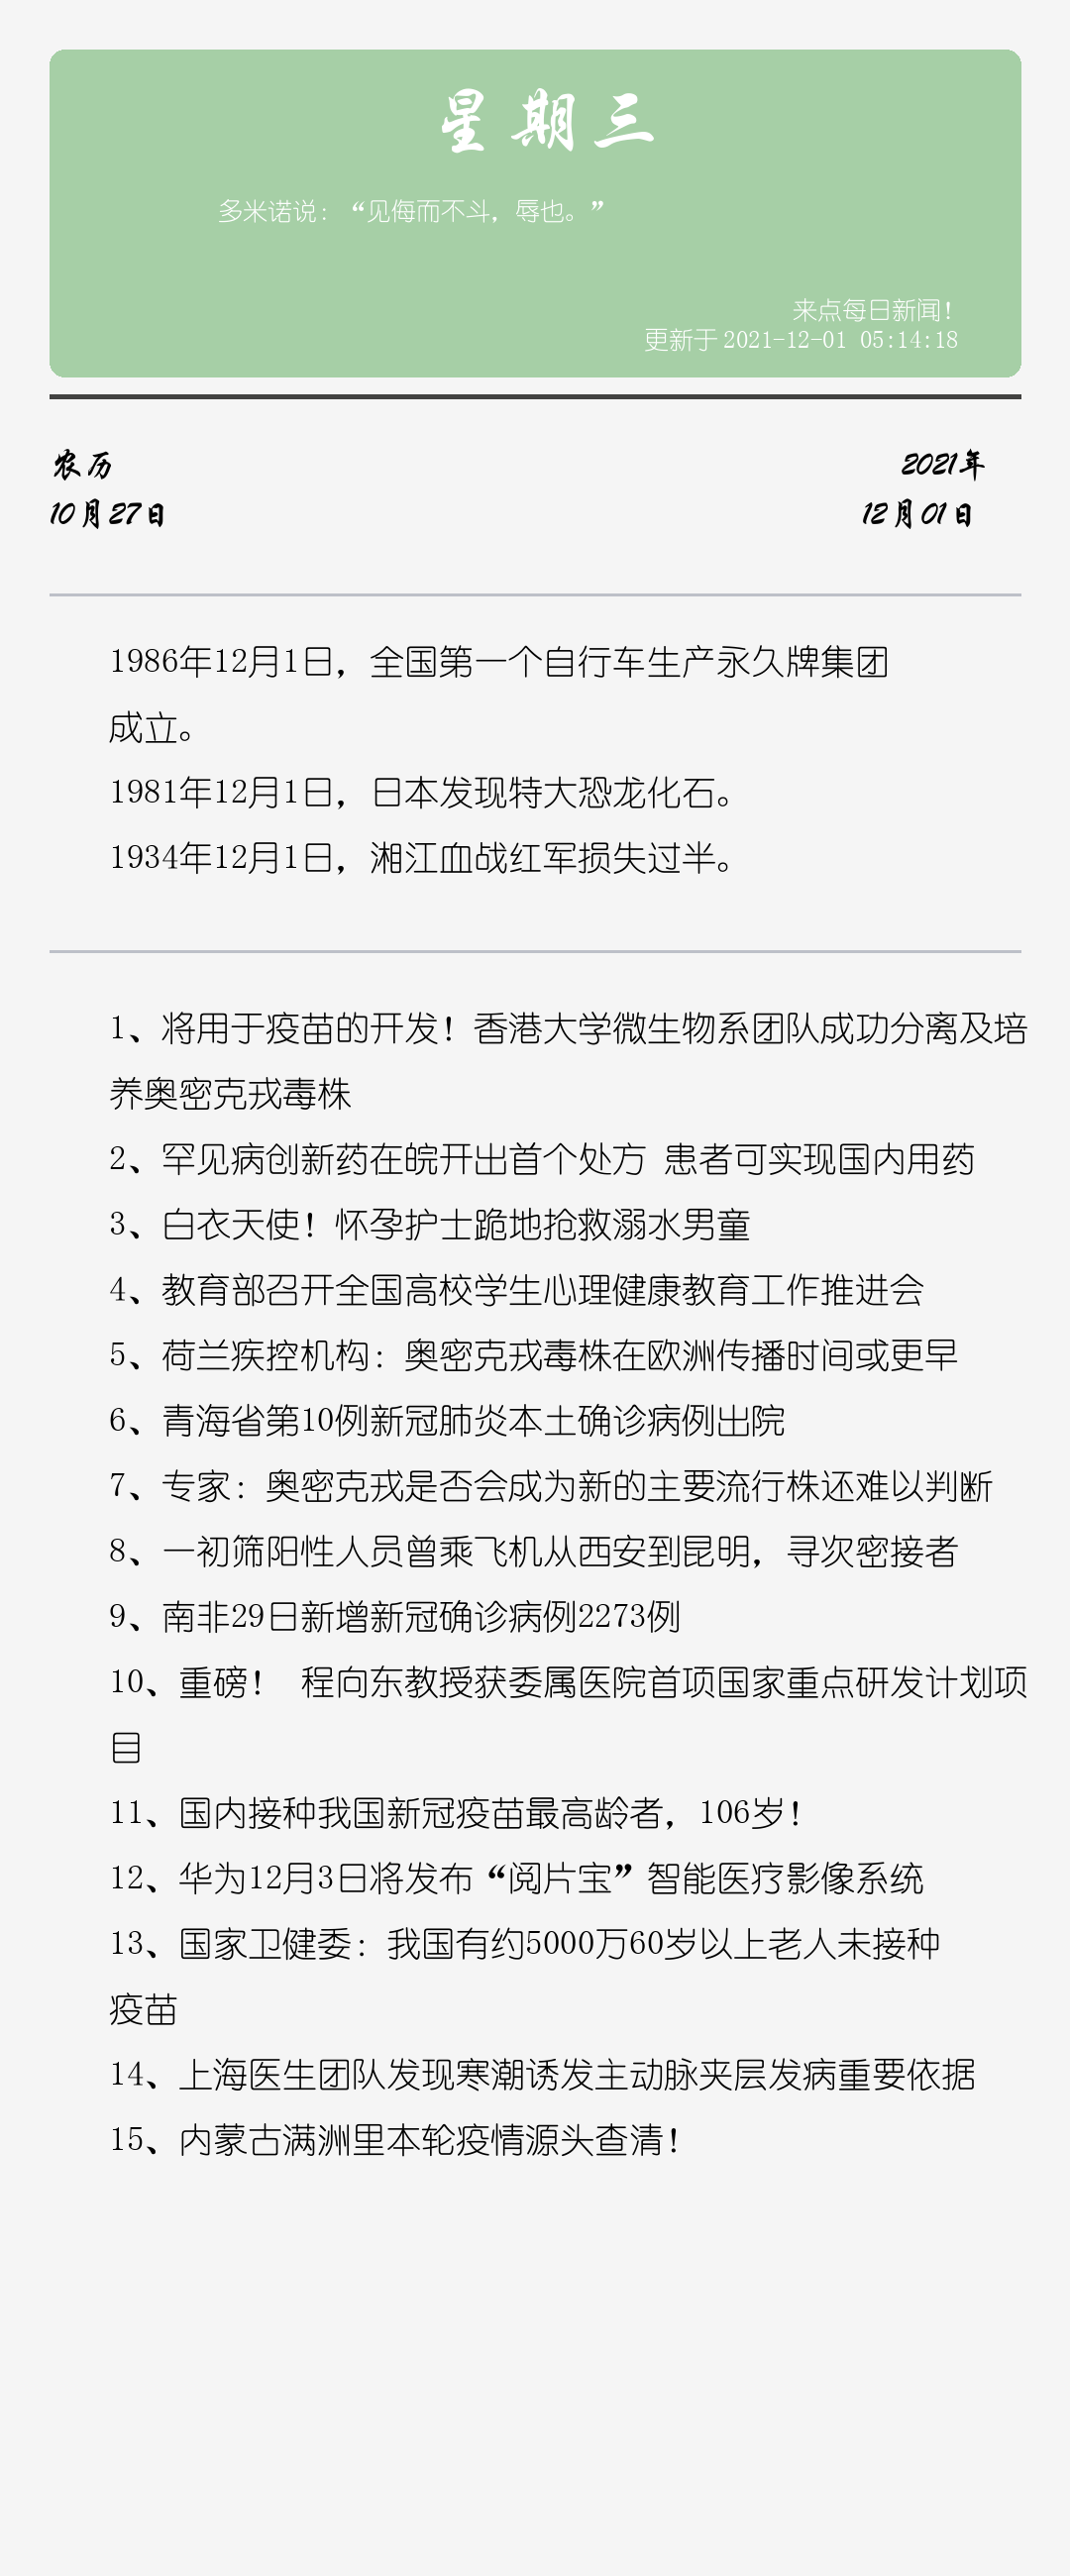 星期三
多米诺说：“见侮而不斗，辱也。”
来点每日新闻！
更新于 2021-12-01 05:14:18
农历
2021年
10月27日
12月01日
1986年12月1日，全国第一个自行车生产永久牌集团
成立。
1981年12月1日，日本发现特大恐龙化石。
1934年12月1日，湘江血战红军损失过半。
1、将用于疫苗的开发！香港大学微生物系团队成功分离及培
养奥密克戎毒株
2、罕见病创新药在皖开出首个处方 患者可实现国内用药
3、白衣天使！怀孕护士跪地抢救溺水男童
4、教育部召开全国高校学生心理健康教育工作推进会
5、荷兰疾控机构：奥密克戎毒株在欧洲传播时间或更早
6、青海省第10例新冠肺炎本土确诊病例出院
7、专家：奥密克戎是否会成为新的主要流行株还难以判断
8、一初筛阳性人员曾乘飞机从西安到昆明，寻次密接者
9、南非29日新增新冠确诊病例2273例
10、重磅！ 程向东教授获委属医院首项国家重点研发计划项
目
11、国内接种我国新冠疫苗最高龄者，106岁！
12、华为12月3日将发布“阅片宝”智能医疗影像系统
13、国家卫健委：我国有约5000万60岁以上老人未接种
疫苗
14、上海医生团队发现寒潮诱发主动脉夹层发病重要依据
15、内蒙古满洲里本轮疫情源头查清！